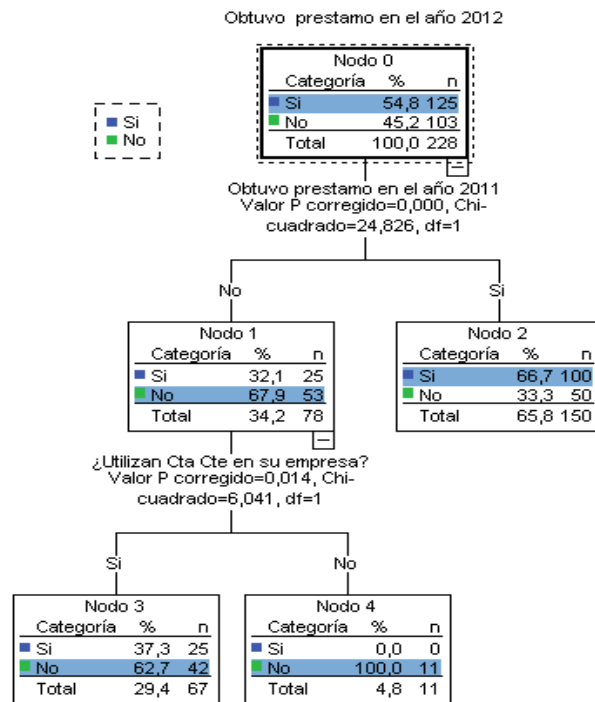 Obtuvo prestamo en el año 2012
Si
No
Nodo 0
Categoría % n
Si 54,8 125
No 45,2 103
Total 100,0 228
Obtuvo prestamo en el año 2011
Valor P corregido=0,000, Chi-
cuadrado=24,826, df=1
No
Si
Nodo 1
Categoría % n
Si 32,1 25
No 67,9 53
Total 34,2 78
Nodo 2
Categoría % n
Si 66,7 100
No 33,3 50
Total 65,8 150
¿Utilizan Cta Cte en su empresa?
Valor P corregido=0,014, Chi-
cuadrado=6,041, df=1
Si
No
Nodo 3
Categoría % n
Si 37,3 25
No 62,7 42
Total 29,4 67
Nodo 4
Categoría % n
Si 0,0 0
No 100,0 11
Total 4,8 11